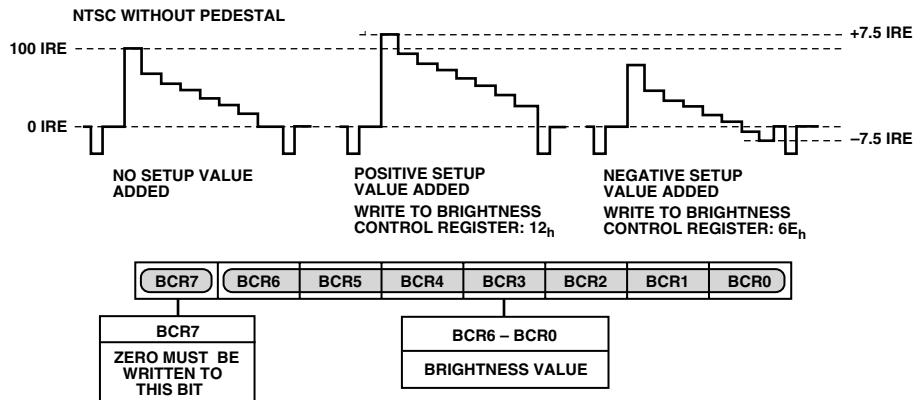 NTSC WITHOUT PEDESTAL
100 IRE
+7.5 IRE
0 IRE
–7.5 IRE
NO SETUP VALUE
ADDED
POSITIVE SETUP
VALUE ADDED
WRITE TO BRIGHTNESS
CONTROL REGISTER: 12h
NEGATIVE SETUP
VALUE ADDED
WRITE TO BRIGHTNESS
CONTROL REGISTER: 6Eh
BCR7 BCR6 BCR5 BCR4 BCR3 BCR2 BCR1 BCR0
BCR7
ZERO MUST BE
WRITTEN TO
THIS BIT
BCR6 – BCR0
BRIGHTNESS VALUE